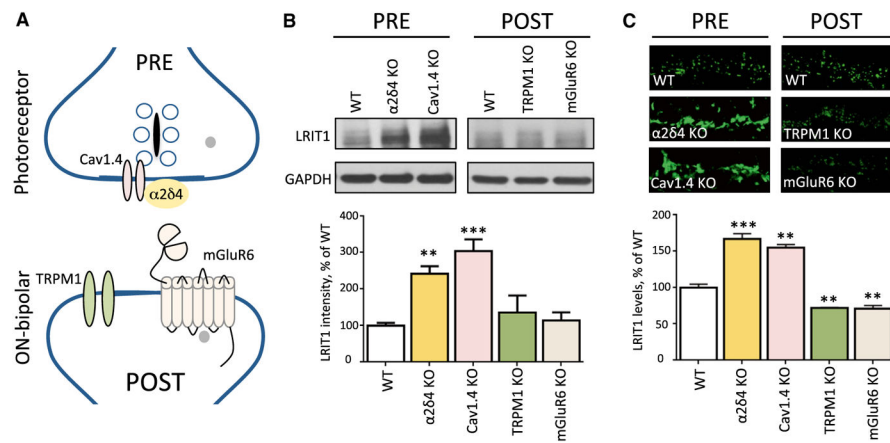 A
PRE
Photoreceptor
Cav1.4
α2δ4
mGluR6
TRPM1
ON-bipolar
POST
B
PRE
POST
WT
α2δ4 KO
Cav1.4 KO
WT
TRPM1 KO
mGluR6 KO
LRIT1
GAPDH
LRIT1 intensity, % of WT
400
300
200
100
0
**
***
WT
α2δ4 KO
Cav1.4 KO
TRPM1 KO
mGluR6 KO
C
PRE
POST
WT
WT
α2δ4 KO
TRPM1 KO
Cav1.4 KO
mGluR6 KO
LRIT1 levels, % of WT
200
150
100
50
0
***
**
**
**
WT
α2δ4 KO
Cav1.4 KO
TRPM1 KO
mGluR6 KO